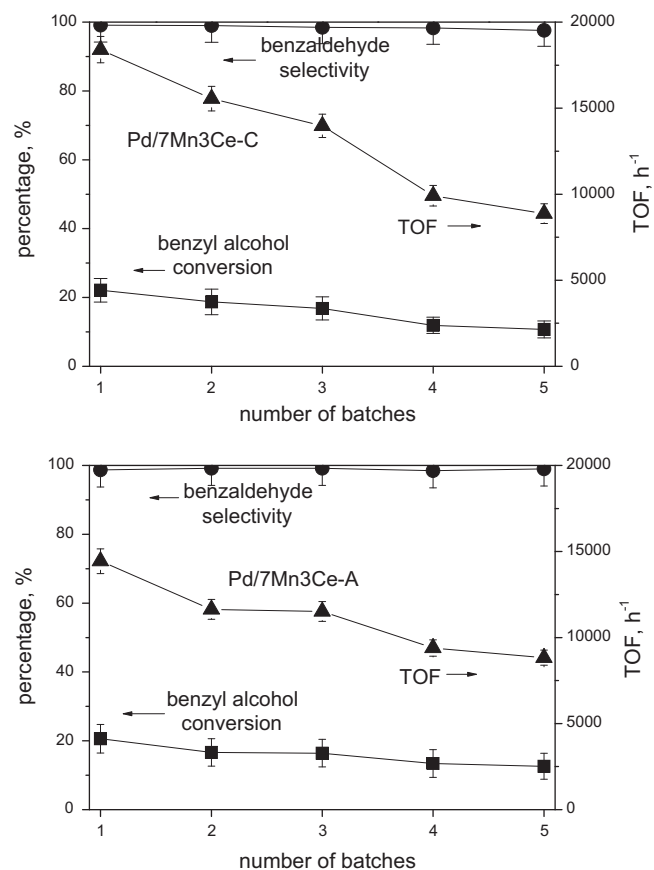 100
80
60
40
20
0
percentage, %
20000
15000
10000
5000
0
TOF, h-1
benzaldehyde
selectivity
Pd/7Mn3Ce-C
TOF
benzyl alcohol
conversion
1 2 3 4 5
number of batches
100
80
60
40
20
0
percentage, %
20000
15000
10000
5000
0
TOF, h-1
benzaldehyde
selectivity
Pd/7Mn3Ce-A
TOF
benzyl alcohol
conversion
1 2 3 4 5
number of batches